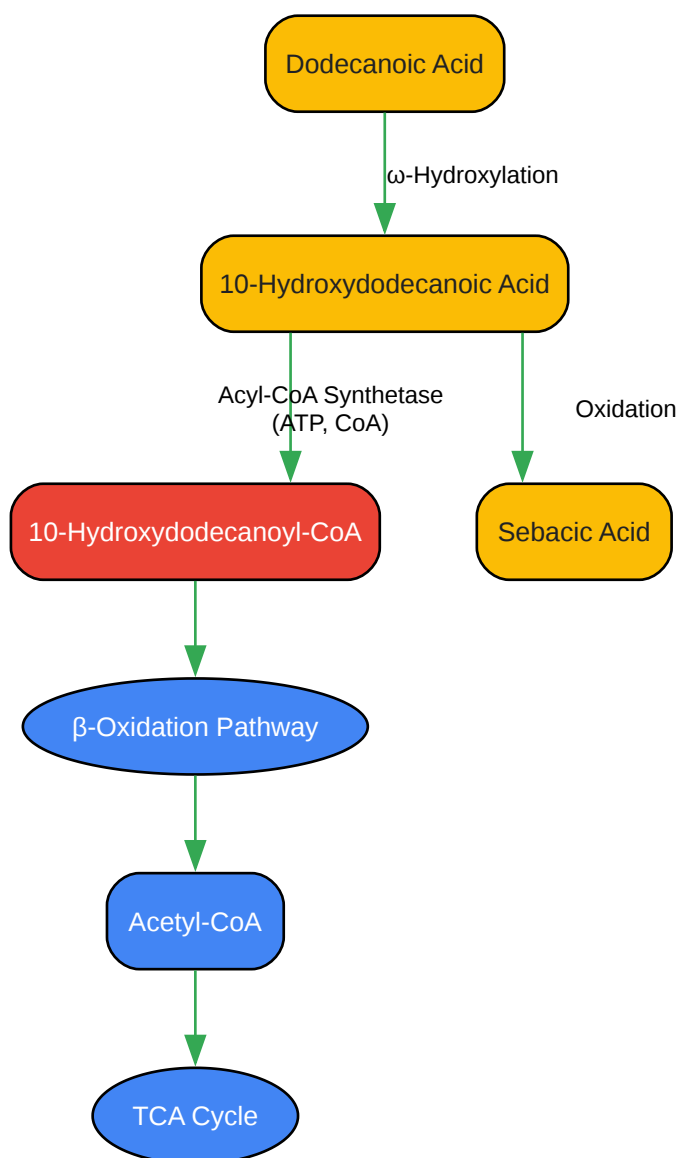 Dodecanoic Acid
ω-Hydroxylation
10-Hydroxydodecanoic Acid
Acyl-CoA Synthetase
(ATP, CoA)
Oxidation
10-Hydroxydodecanoyl-CoA
Sebacic Acid
β-Oxidation Pathway
Acetyl-CoA
TCA Cycle